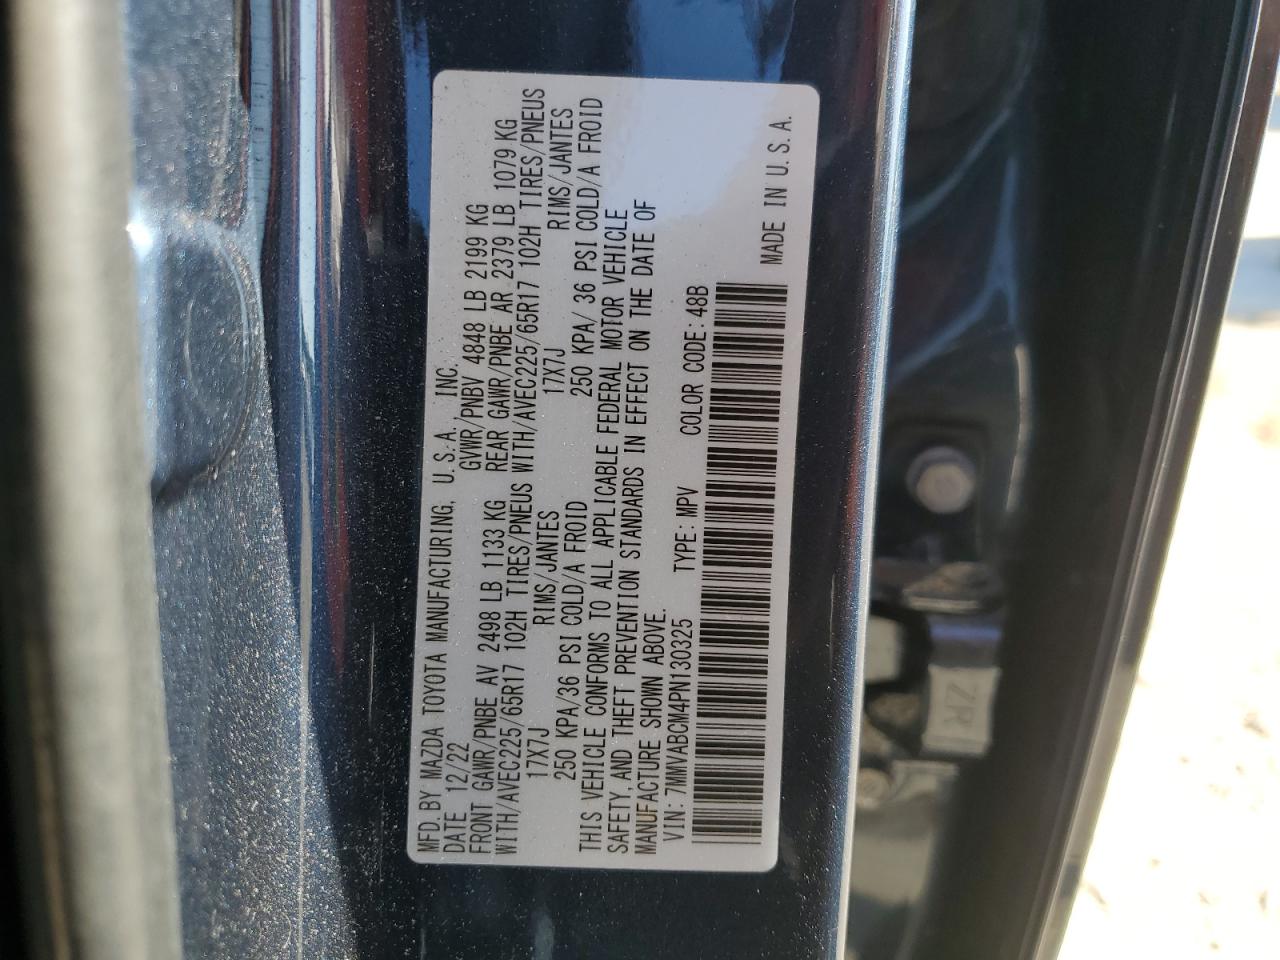 MFD. BY MAZDA TOYOTA MANUFACTURING, U.S.A. INC.
DATE 12/22 GVWR/PNBV 4848 LB 2199 KG
FRONT GAWR/PNBE AV 2498 LB 1133 KG REAR GAWR/PNBE AR 2379 LB 1079 KG
WITH/AVEC225/65R17 102H TIRES/PNEUS WITH/AVEC225/65R17 102H TIRES/PNEUS
17X7J RIMS/JANTES 17X7J RIMS/JANTES
250 KPA/36 PSI COLD/A FROID 250 KPA/ 36 PSI COLD/A FROID
THIS VEHICLE CONFORMS TO ALL APPLICABLE FEDERAL MOTOR VEHICLE
SAFETY, AND THEFT PREVENTION STANDARDS IN EFFECT ON THE DATE OF
MANUFACTURE SHOWN ABOVE.
VIN: 7MMVABCM4PN130325 TYPE: MPV COLOR CODE: 48B
MADE IN U.S.A.
ZR